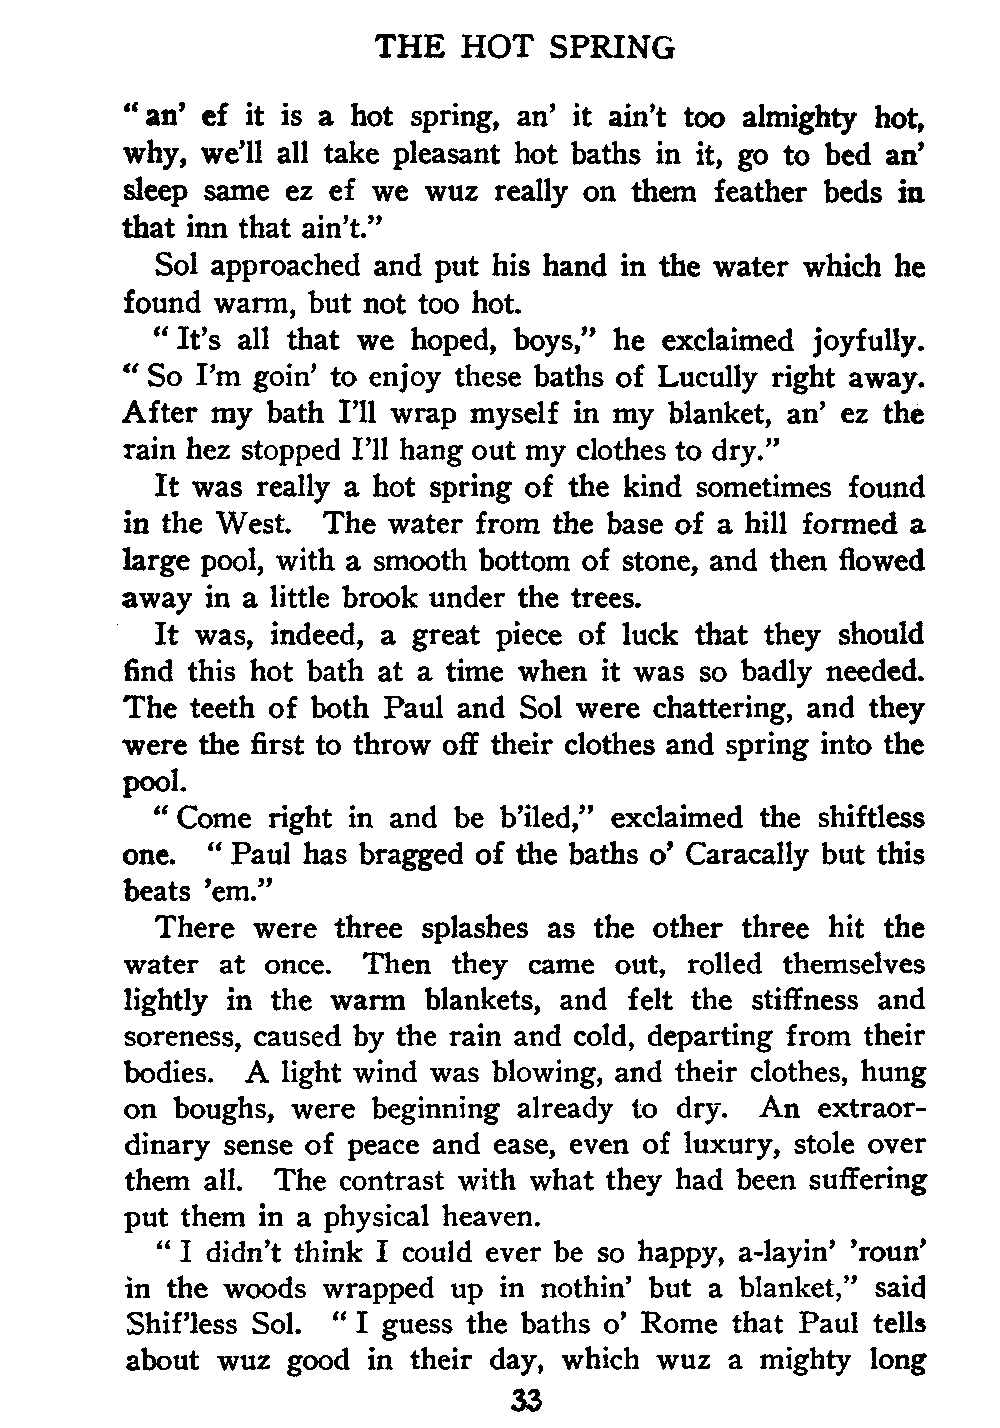 THE HOT SPRING
“ an’ ef it is a hot spring, an’ it ain’t too almighty hot,
why, we’ll all take pleasant hot baths in it, go to bed an’
sleep same ez ef we wuz really on them feather beds in
that inn that ain’t.”
Sol approached and put his hand in the water which he
found warm, but not too hot.
“ It’s all that we hoped, boys,” he exclaimed joyfully.
“ So I’m goin’ to enjoy these baths of Lucully right away.
After my bath I’ll wrap myself in my blanket, an’ ez the
rain hez stopped I’ll hang out my clothes to dry.”
It was really a hot spring of the kind sometimes found
in the West. The water from the base of a hill formed a
large pool, with a smooth bottom of stone, and then flowed
away in a little brook under the trees.
It was, indeed, a great piece of luck that they should
find this hot bath at a time when it was so badly needed.
The teeth of both Paul and Sol were chattering, and they
were the first to throw off their clothes and spring into the
pool.
“ Come right in and be b’iled,” exclaimed the shiftless
one. “ Paul has bragged of the baths o’ Caracally but this
beats ’em.”
There were three splashes as the other three hit the
water at once. Then they came out, rolled themselves
lightly in the warm blankets, and felt the stiffness and
soreness, caused by the rain and cold, departing from their
bodies. A light wind was blowing, and their clothes, hung
on boughs, were beginning already to dry. An extraor-
dinary sense of peace and ease, even of luxury, stole over
them all. The contrast with what they had been suffering
put them in a physical heaven.
“ I didn’t think I could ever be so happy, a-layin’ ’roun’
in the woods wrapped up in nothin’ but a blanket,” said
Shif’less Sol. “ I guess the baths o’ Rome that Paul tells
about wuz good in their day, which wuz a mighty long
33